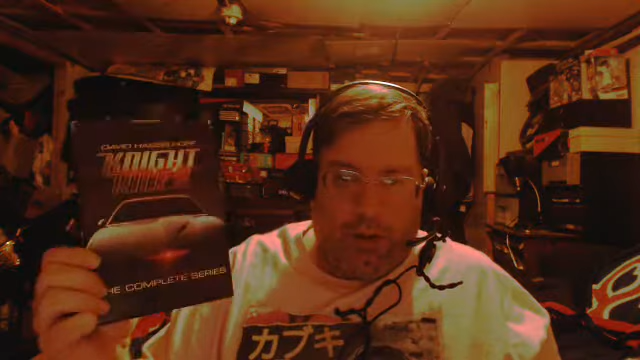 DAVID HASSELHOFF
KNIGHT
RIDER
THE COMPLETE SERIES
カブキ